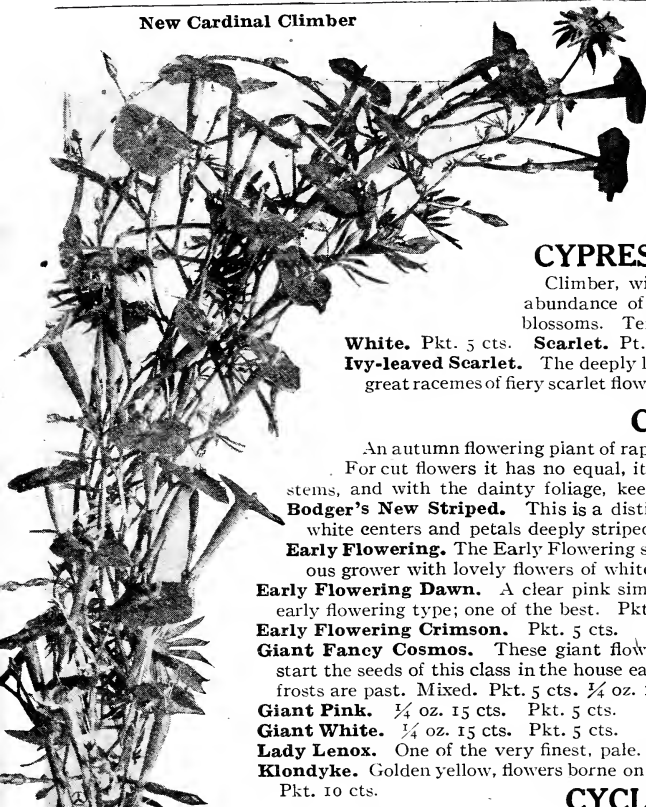 New Cardinal Climber
CYPRES
Climber, wi
abundance of
blossoms. Te
White. Pkt. 5 cts. Scarlet. Pt.
Ivy-leaved Scarlet. The deeply l
great racemes of fiery scarlet flow
C
An autumn flowering plant of rap
For cut flowers it has no equal, it
stems, and with the dainty foliage, kee
Bodger's New Striped. This is a disti
white centers and petals deeply striped
Early Flowering. The Early Flowering s
ous grower with lovely flowers of white
Early Flowering Dawn. A clear pink sim
early flowering type; one of the best. Pkt
Early Flowering Crimson. Pkt. 5 cts.
Giant Fancy Cosmos. These giant flow
start the seeds of this class in the house ea
frosts are past. Mixed. Pkt. 5 cts. ¼ oz. 1
Giant Pink. ¼ oz. 15 cts. Pkt. 5 cts.
Giant White. ¼ oz. 15 cts. Pkt. 5 cts.
Lady Lenox. One of the very finest, pale.
Klondyke. Golden yellow, flowers borne on
Pkt. 10 cts.
CYCL